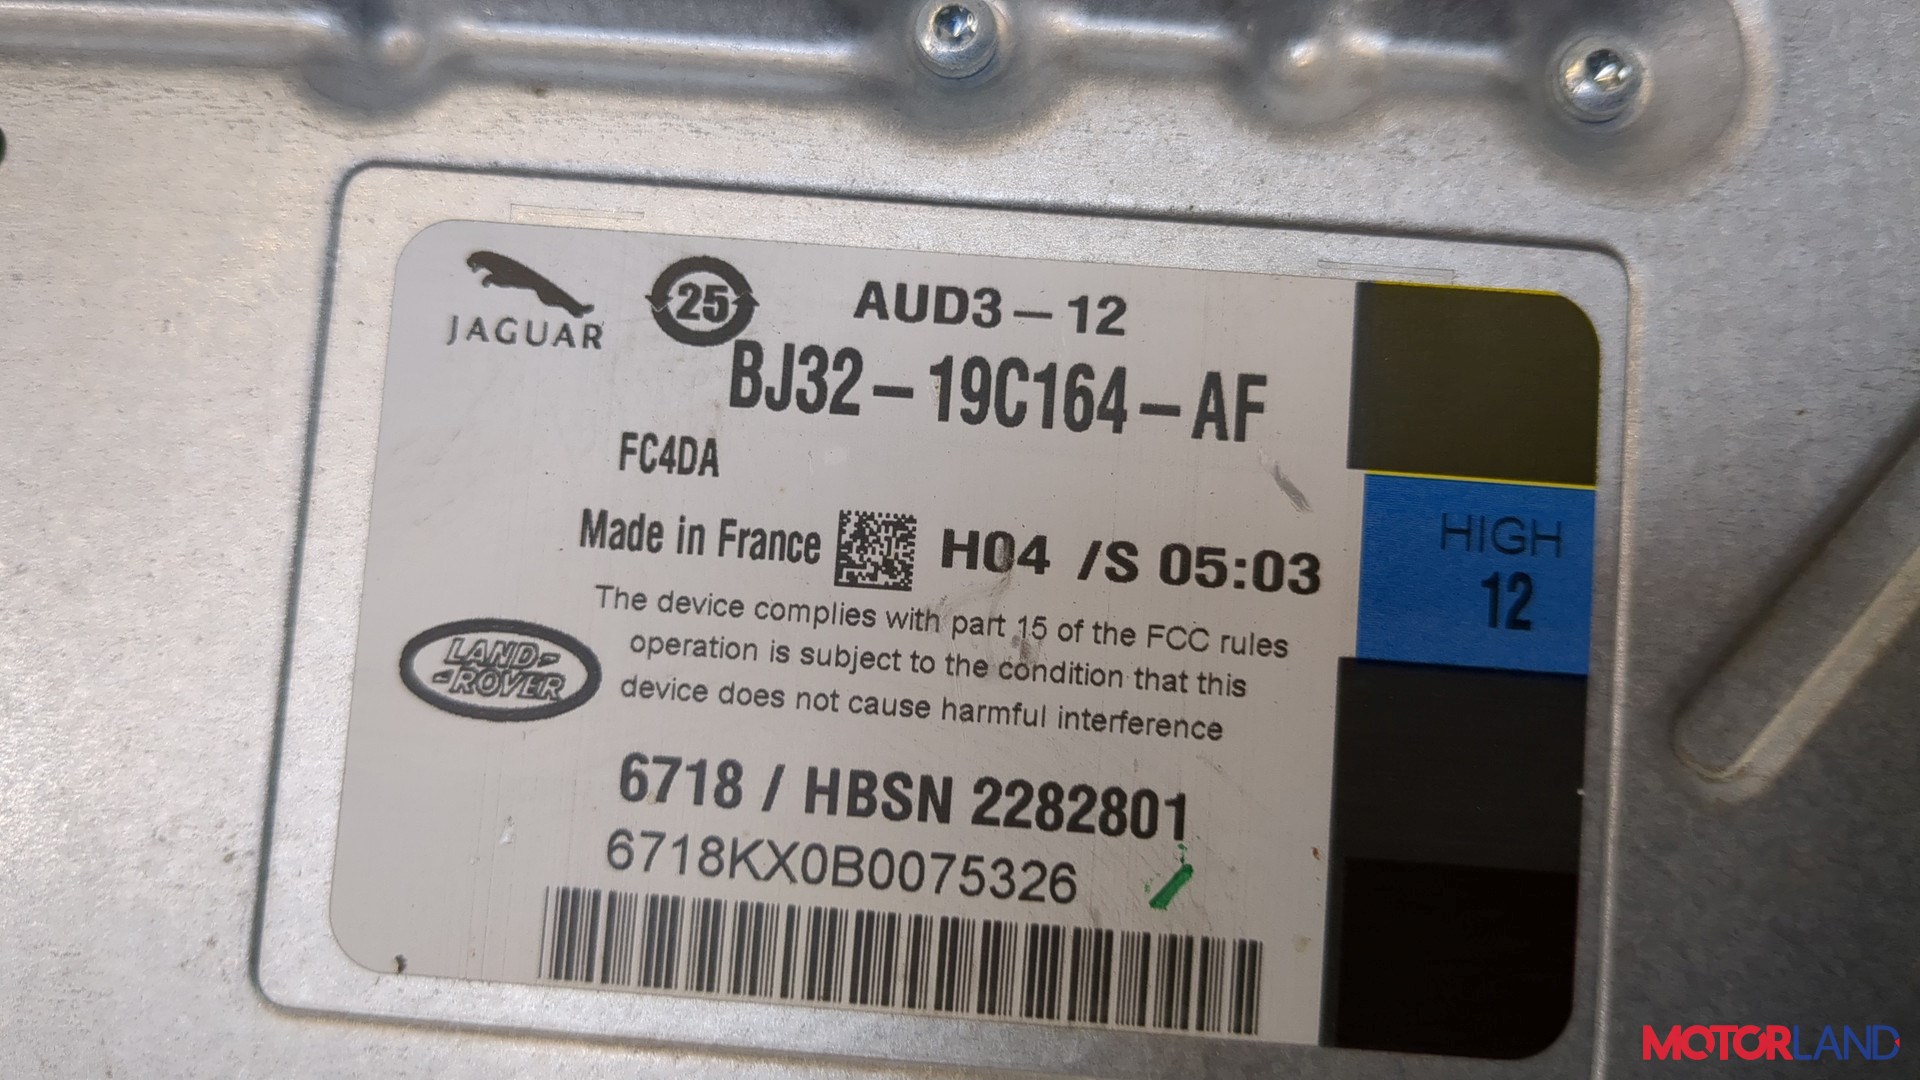 JAGUAR
25
AUD3-12
BJ32-19C164-AF
FC4DA
Made in France
H04 /S 05:03
HIGH
12
The device complies with part 15 of the FCC rules
operation is subject to the condition that this
device does not cause harmful interference
LAND-
-ROVER
6718 / HBSN 2282801
6718KX0B0075326
MOTORLAND